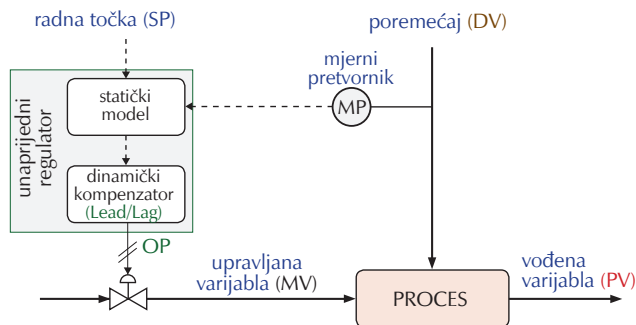 radna točka (SP)
poremećaj (DV)
mjerni
pretvornik
MP
unaprijedni
regulator
statički
model
dinamički
kompenzator
(Lead/Lag)
OP
upravljana
varijabla (MV)
PROCES
vođena
varijabla (PV)